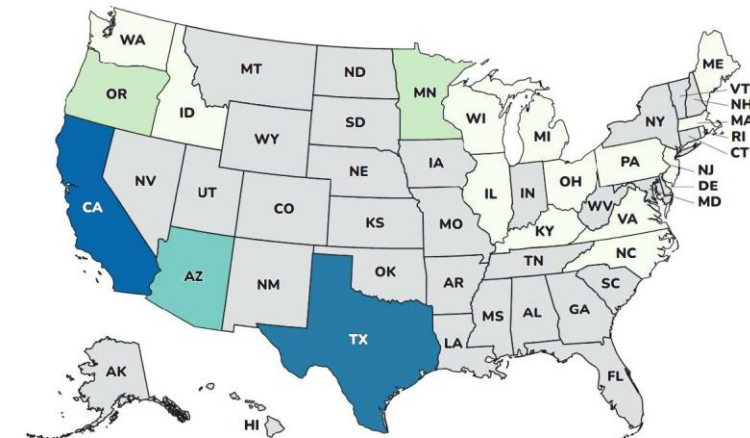 WA
MT
ND
MN
ME
VT
NH
MA
RI
CT
OR
ID
SD
WI
MI
NY
WY
NE
IA
PA
NJ
DE
MD
NV
UT
CO
IL
IN
OH
WV
VA
CA
KS
MO
KY
NC
AZ
NM
OK
AR
TN
SC
TX
MS
AL
GA
LA
AK
FL
HI